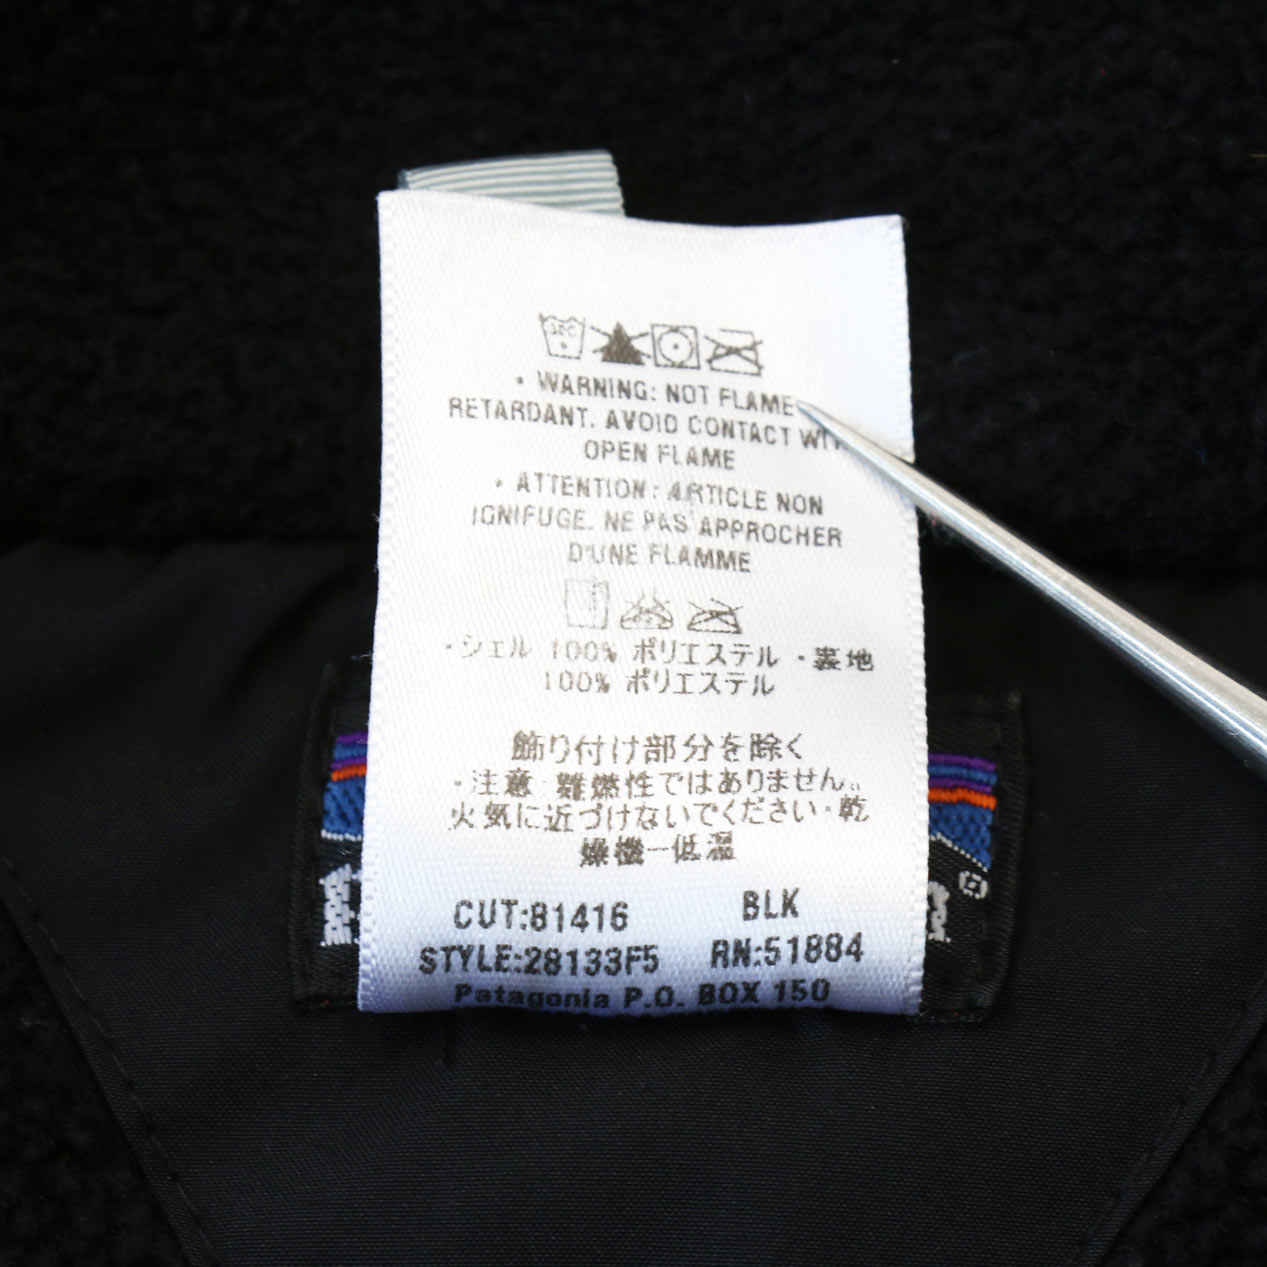 • WARNING: NOT FLAME
RETARDANT. AVOID CONTACT
OPEN FLAME
• ATTENTION: ARTICLE NON
IGNIFUGE. NE PAS APPROCHER
D'UNE FLAMME
・シェル 100% ポリエステル ・裏地
100% ポリエステル
飾り付け部分を除く
・注意: 難燃性ではありません。
火気に近づけないでください・乾
燥機ー低温
CUT:81416 BLK
STYLE:28133F5 RN:51884
Patagonia P.O. BOX 150